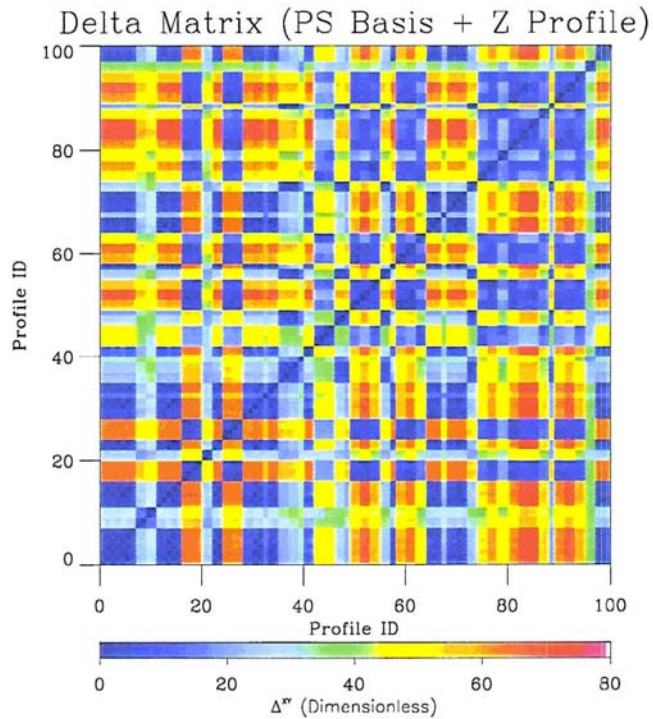 Delta Matrix (PS Basis + Z Profile)
100
80
60
40
20
0
Profile ID
0 20 40 60 80 100
Profile ID
0 20 40 60 80
Δˣʸ (Dimensionless)